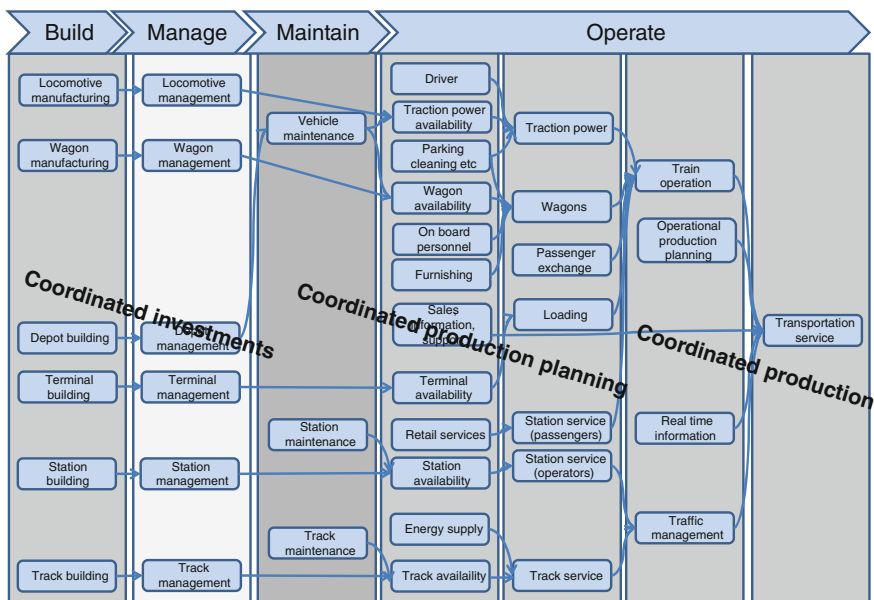 Build
Manage
Maintain
Operate
Locomotive
manufacturing
Wagon
manufacturing
Depot building
Terminal
building
Station
building
Track building
Locomotive
management
Wagon
management
Depot
management
Terminal
management
Station
management
Track
management
Vehicle
maintenance
Station
maintenance
Track
maintenance
Driver
Traction power
availability
Parking
cleaning etc
Wagon
availability
On board
personnel
Furnishing
Sales
information,
support
Terminal
availability
Retail services
Station
availability
Energy supply
Track availaility
Traction power
Wagons
Passenger
exchange
Loading
Station service
(passengers)
Station service
(operators)
Track service
Train
operation
Operational
production
planning
Real time
information
Traffic
management
Transportation
service
Coordinated investments
Coordinated production planning
Coordinated production